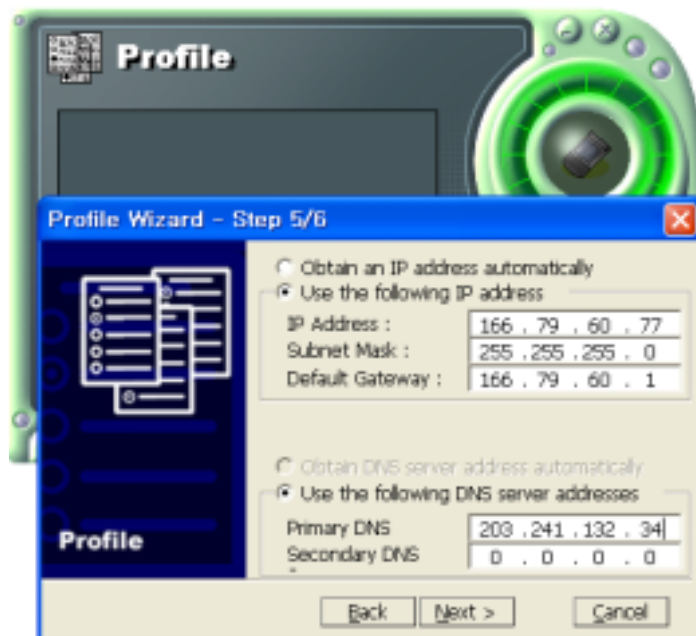 Profile
Profile Wizard - Step 5/6
Obtain an IP address automatically
Use the following IP address
IP Address : 166 . 79 . 60 . 77
Subnet Mask : 255 .255 .255 . 0
Default Gateway : 166 . 79 . 60 . 1
Obtain DNS server address automatically
Use the following DNS server addresses
Primary DNS 203 .241 .132 . 34
Secondary DNS 0 . 0 . 0 . 0
Profile
Back Next > Cancel